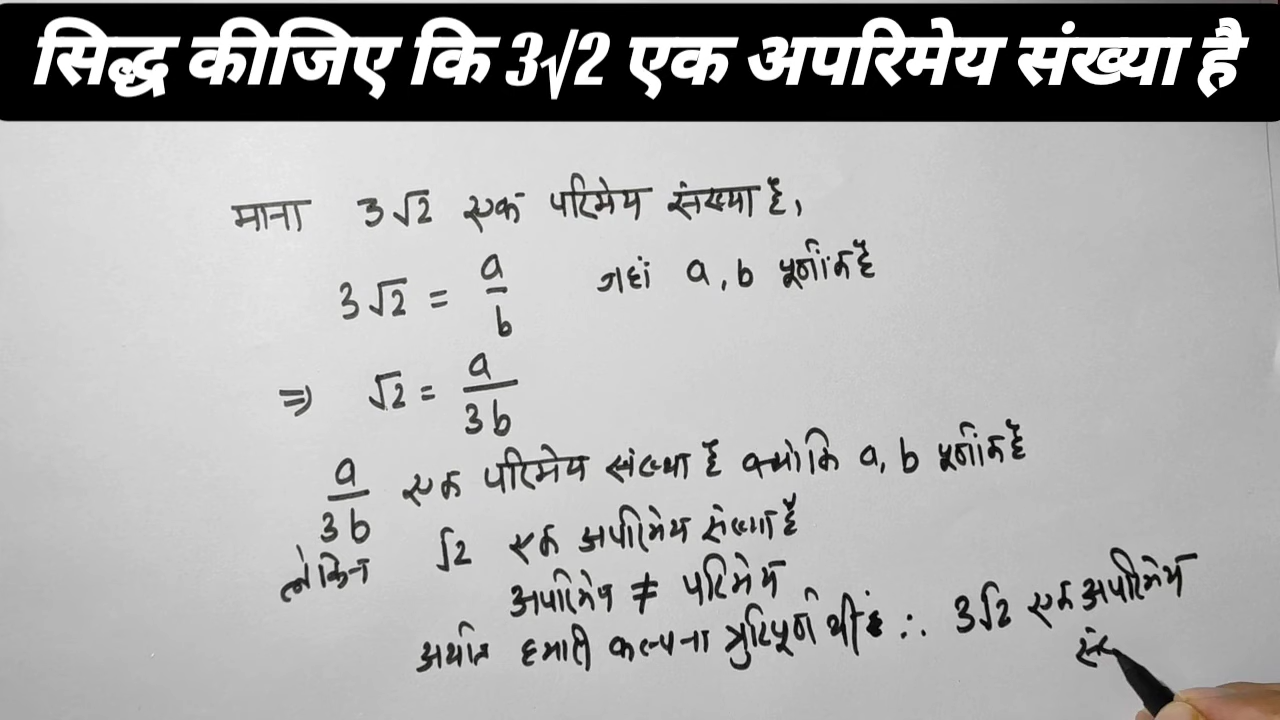 सिद्ध कीजिए कि 3√2 एक अपरिमेय संख्या है
माना 3√2 एक परिमेय संख्या है,
3√2 = a/b जहां a, b पूर्णांक है
⇒ √2 = a/3b
a/3b एक परिमेय संख्या है क्योकि a, b पूर्णांक है
लेकिन √2 एक अपरिमेय संख्या है
अपरिमेय ≠ परिमेय
अर्थात हमारी कल्पना त्रुटिपूर्ण थी ∴ 3√2 एक अपरिमेय
सं